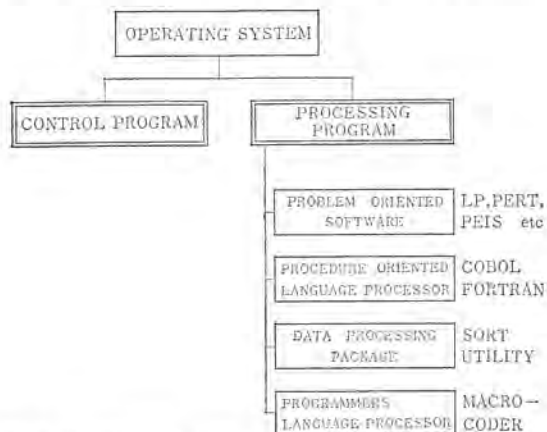 OPERATING SYSTEM
CONTROL PROGRAM
PROCESSING
PROGRAM
PROBLEM ORIENTED
SOFTWARE
LP,PERT,
PEIS etc
PROCEDURE ORIENTED
LANGUAGE PROCESSOR
COBOL
FORTRAN
DATA PROCESSING
PACKAGE
SORT
UTILITY
PROGRAMMERS
LANGUAGE PROCESSOR
MACRO-
CODER